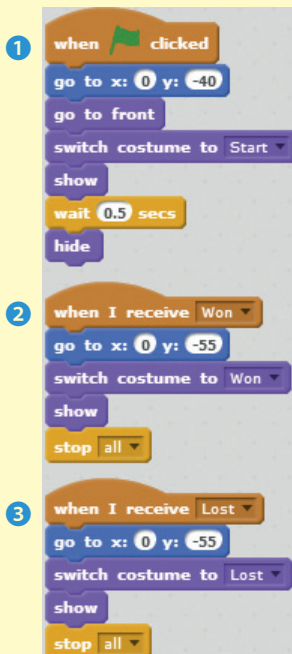 1
when clicked
go to x: 0 y: -40
go to front
switch costume to Start
show
wait 0.5 secs
hide
2
when I receive Won
go to x: 0 y: -55
switch costume to Won
show
stop all
3
when I receive Lost
go to x: 0 y: -55
switch costume to Lost
show
stop all